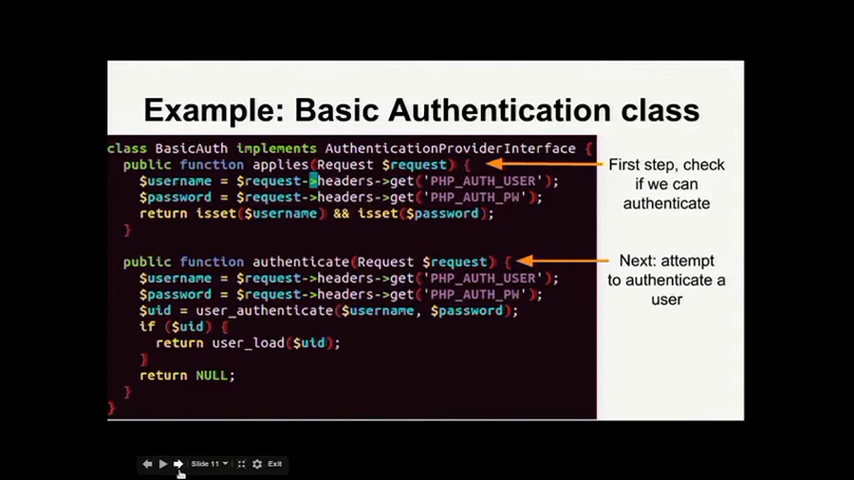 Example: Basic Authentication class
class BasicAuth implements AuthenticationProviderInterface {
public function applies(Request $request) {
$username = $request->headers->get('PHP_AUTH_USER');
$password = $request->headers->get('PHP_AUTH_PW');
return isset($username) && isset($password);
}
First step, check
if we can
authenticate
public function authenticate(Request $request) {
$username = $request->headers->get('PHP_AUTH_USER');
$password = $request->headers->get('PHP_AUTH_PW');
$uid = user_authenticate($username, $password);
if ($uid) {
return user_load($uid);
}
return NULL;
}
}
Next: attempt
to authenticate a
user
Slide 11
Exit